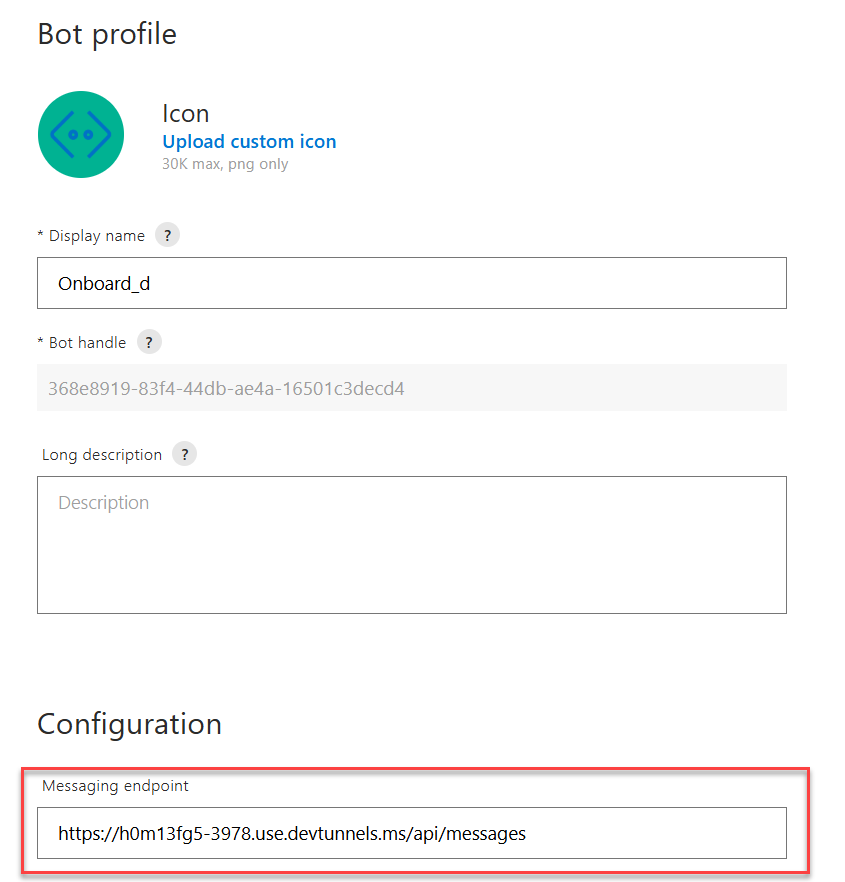 Bot profile
Icon
Upload custom icon
30K max, png only
* Display name ?
Onboard_d
* Bot handle ?
368e8919-83f4-44db-ae4a-16501c3decd4
Long description ?
Description
Configuration
Messaging endpoint
https://h0m13fg5-3978.use.devtunnels.ms/api/messages